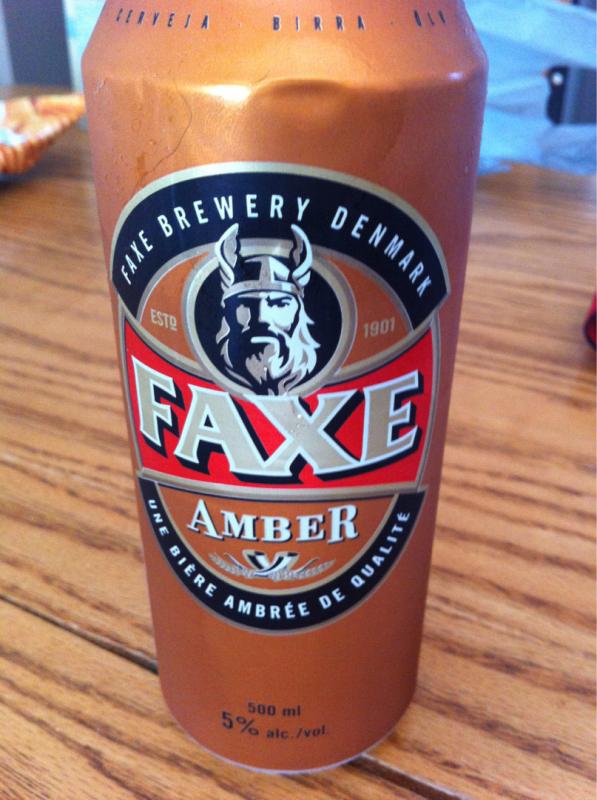 CERVEJA · BIRRA · ÖL
FAXE BREWERY DENMARK
ESTD 1901
FAXE
AMBER
UNE BIÈRE AMBRÉE DE QUALITÉ
500 ml
5% alc./vol.